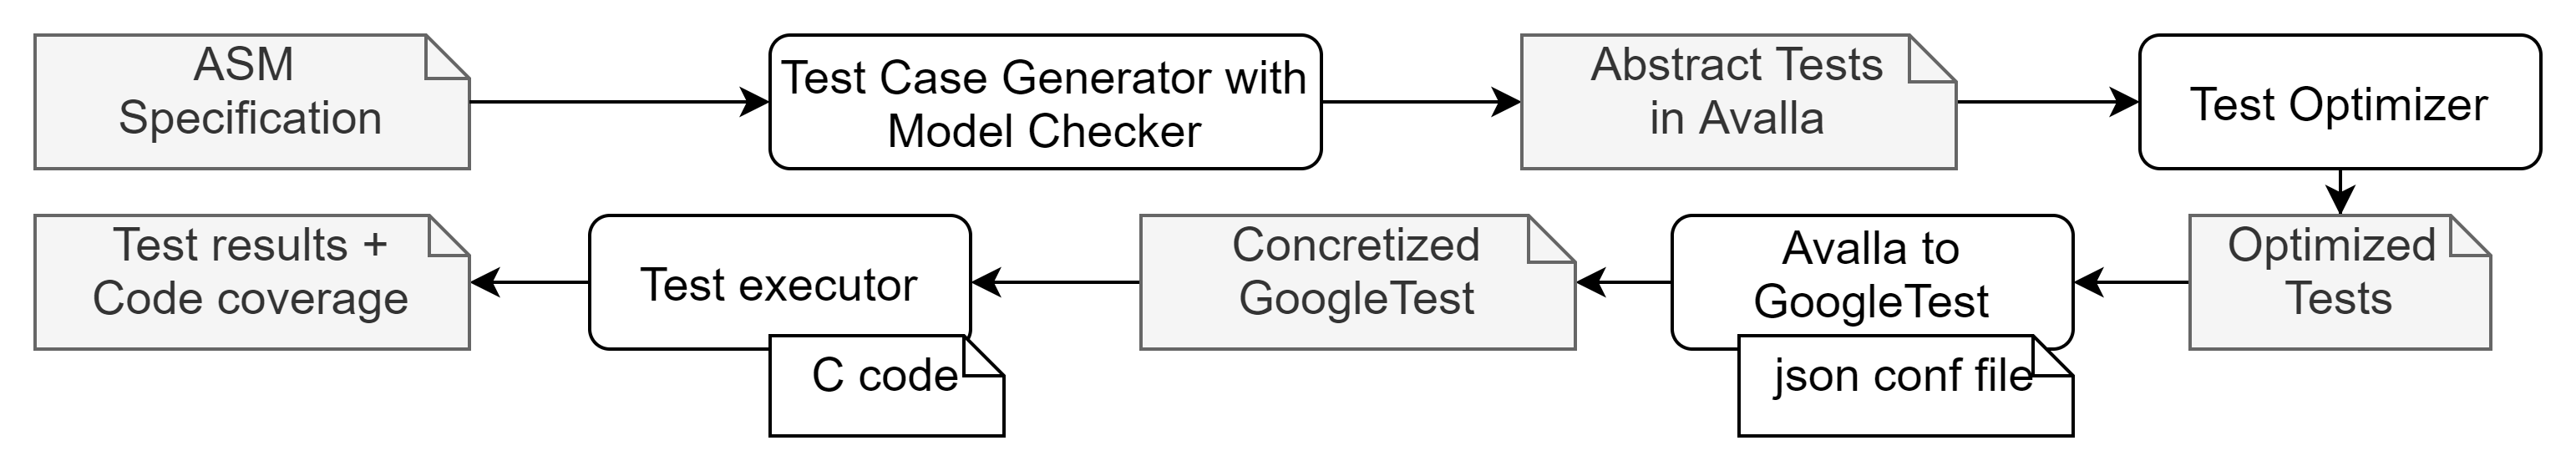 ASM
Specification
Test Case Generator with
Model Checker
Abstract Tests
in Avalla
Test Optimizer
Test results +
Code coverage
Test executor
C code
Concretized
GoogleTest
Avalla to
GoogleTest
json conf file
Optimized
Tests